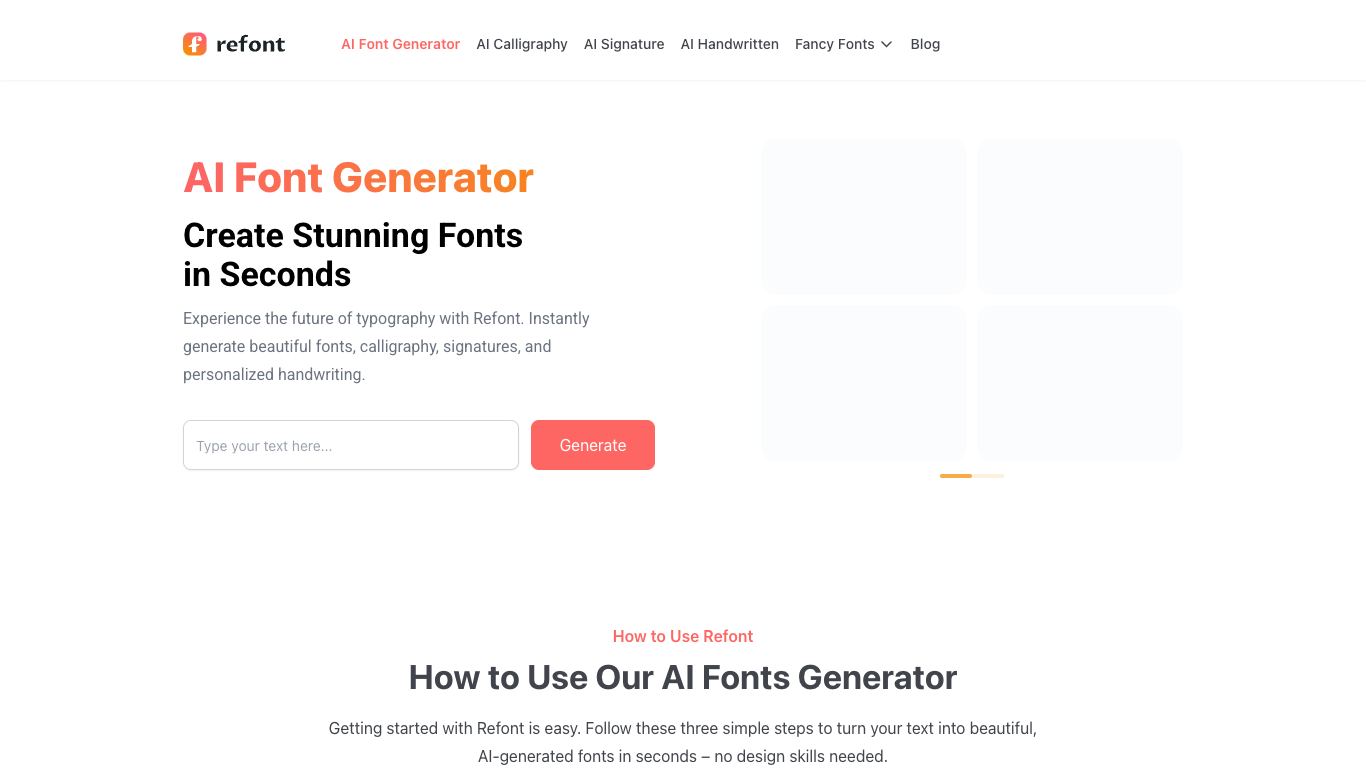 refont
AI Font Generator
AI Calligraphy
AI Signature
AI Handwritten
Fancy Fonts
Blog
AI Font Generator
Create Stunning Fonts
in Seconds
Experience the future of typography with Refont. Instantly
generate beautiful fonts, calligraphy, signatures, and
personalized handwriting.
Type your text here...
Generate
How to Use Refont
How to Use Our AI Fonts Generator
Getting started with Refont is easy. Follow these three simple steps to turn your text into beautiful,
AI-generated fonts in seconds – no design skills needed.